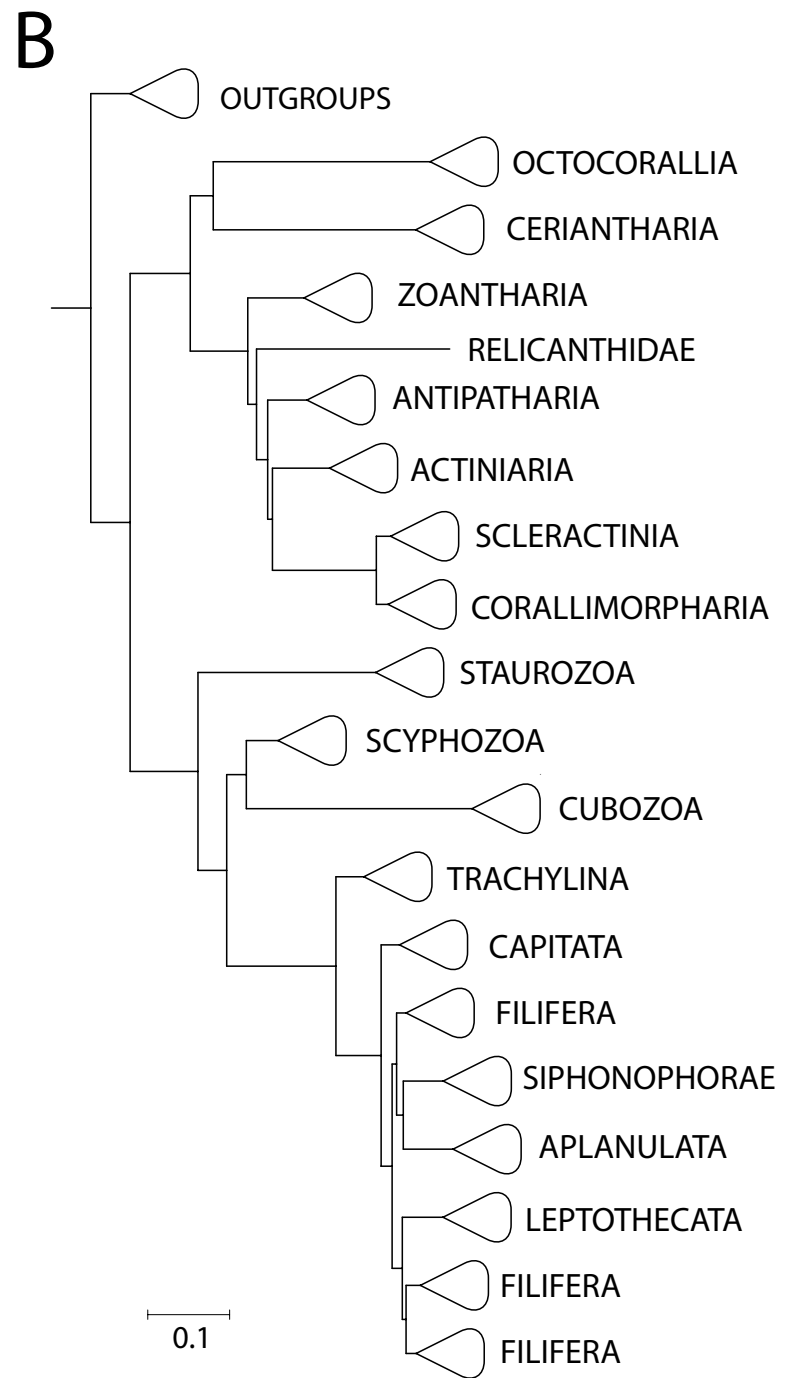 B
OUTGROUPS
OCTOCORALLIA
CERIANTHARIA
ZOANTHARIA
RELICANTHIDAE
ANTIPATHARIA
ACTINIARIA
SCLERACTINIA
CORALLIMORPHARIA
STAUROZOA
SCYPHOZOA
CUBOZOA
TRACHYLINA
CAPITATA
FILIFERA
SIPHONOPHORAE
APLANULATA
LEPTOTHECATA
FILIFERA
FILIFERA
0.1